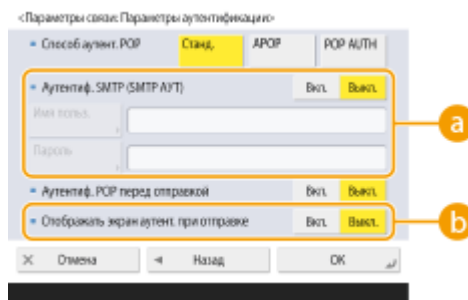 <Параметры связи: Параметры аутентификации>
Способ аутент. POP Станд. APOP POP AUTH
Аутентиф. SMTP (SMTP АУТ) Вкл. Выкл.
Имя польз.
Пароль
Аутентиф. POP перед отправкой Вкл. Выкл.
Отображать экран аутент. при отправке Вкл. Выкл.
Отмена Назад OK
a
b